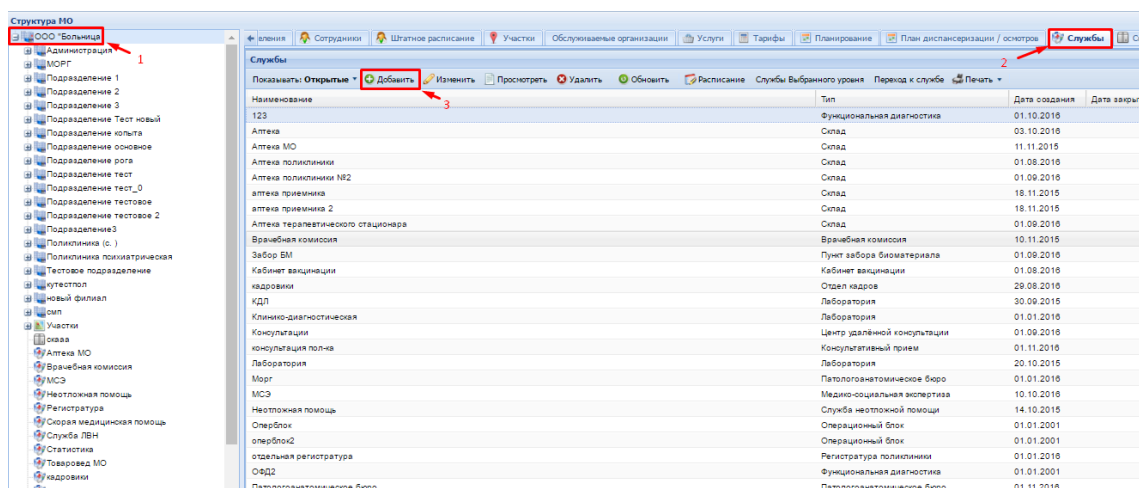 Структура МО
ООО "Больница
Администрация
МОРГ
Подразделение 1
Подразделение 2
Подразделение 3
Подразделение Тест новый
Подразделение копыта
Подразделение основное
Подразделение рога
Подразделение тест
Подразделение тест_0
Подразделение тестовое
Подразделение тестовое 2
Подразделение3
Поликлиника (с. )
Поликлиника психиатрическая
Тестовое подразделение
кутестпол
новый филиал
смп
Участки
скааа
Аптека МО
Врачебная комиссия
МСЭ
Неотложная помощь
Регистратура
Скорая медицинская помощь
Служба ЛВН
Статистика
Товаровед МО
кадровики
1
еления Сотрудники Штатное расписание Участки Обслуживаемые организации Услуги Тарифы Планирование План диспансеризации / осмотров Службы
2
Службы
Показывать: Открытые Добавить Изменить Просмотреть Удалить Обновить Расписание Службы Выбранного уровня Переход к службе Печать
3
Наименование Тип Дата создания Дата закры
123 Функциональная диагностика 01.10.2016
Аптека Склад 03.10.2016
Аптека МО Склад 11.11.2015
Аптека поликлиники Склад 01.08.2016
Аптека поликлиники №2 Склад 01.09.2016
аптека приемника Склад 18.11.2015
аптека приемника 2 Склад 18.11.2015
Аптека терапевтического стационара Склад 01.09.2016
Врачебная комиссия Врачебная комиссия 10.11.2015
Забор БМ Пункт забора биоматериала 01.09.2016
Кабинет вакцинации Кабинет вакцинации 01.08.2016
кадровики Отдел кадров 29.08.2016
КДЛ Лаборатория 30.09.2015
Клинико-диагностическая Лаборатория 01.01.2016
Консультации Центр удалённой консультации 01.09.2016
консультация пол-ка Консультативный прием 01.11.2016
Лаборатория Лаборатория 20.10.2015
Морг Патологоанатомическое бюро 01.01.2016
МСЭ Медико-социальная экспертиза 10.10.2016
Неотложная помощь Служба неотложной помощи 14.10.2015
Оперблок Операционный блок 01.01.2001
оперблок2 Операционный блок 01.01.2001
отдельная регистратура Регистратура поликлиники 01.01.2016
ОФД2 Функциональная диагностика 01.01.2001
Патологоанатомическое бюро Патологоанатомическое бюро 01.11.2016